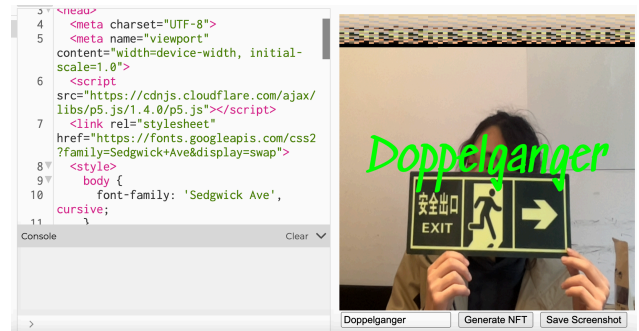 3
<head>
4
<meta charset="UTF-8">
5
<meta name="viewport"
content="width=device-width, initial-
scale=1.0">
6
<script
src="https://cdnjs.cloudflare.com/ajax/
libs/p5.js/1.4.0/p5.js"></script>
7
<link rel="stylesheet"
href="https://fonts.googleapis.com/css2
?family=Sedgwick+Ave&display=swap">
8
<style>
9
body {
10
font-family: 'Sedgwick Ave',
cursive;
11
}
Console
Clear
>
Doppelganger
安全出口
EXIT
Doppelganger
Generate NFT
Save Screenshot